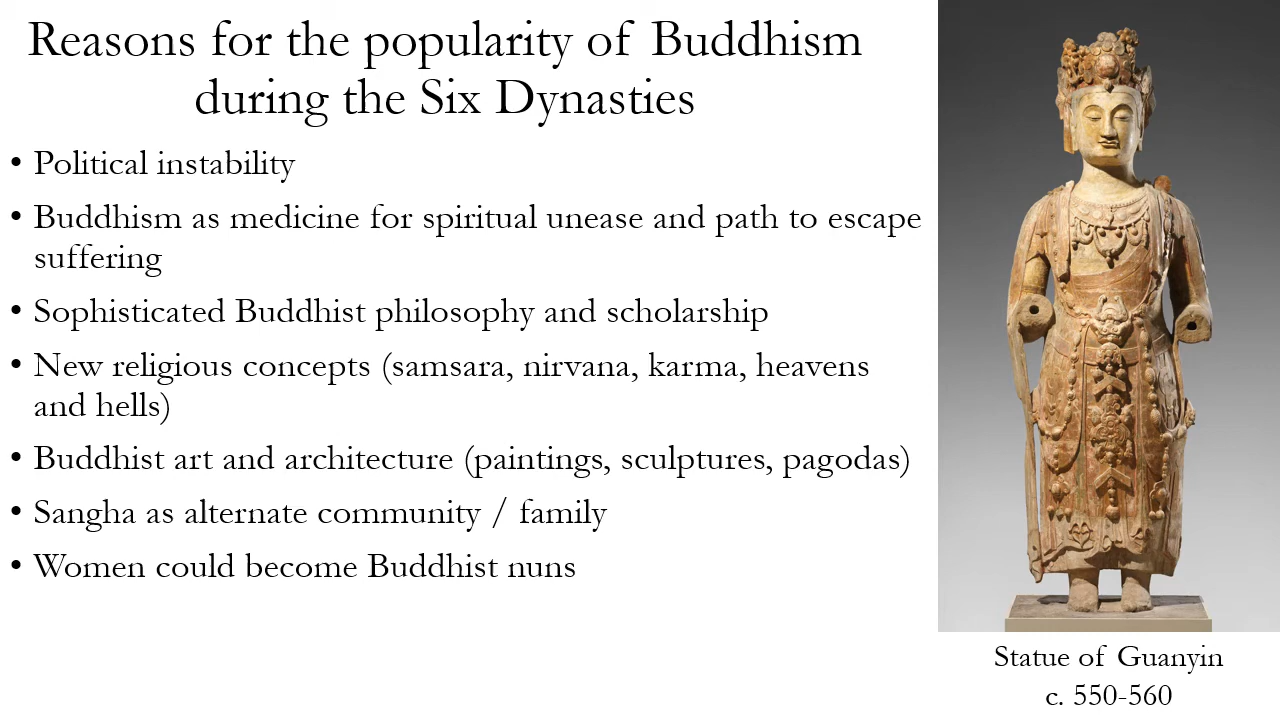 Reasons for the popularity of Buddhism
during the Six Dynasties
• Political instability
• Buddhism as medicine for spiritual unease and path to escape
suffering
• Sophisticated Buddhist philosophy and scholarship
• New religious concepts (samsara, nirvana, karma, heavens
and hells)
• Buddhist art and architecture (paintings, sculptures, pagodas)
• Sangha as alternate community / family
• Women could become Buddhist nuns
Statue of Guanyin
c. 550-560